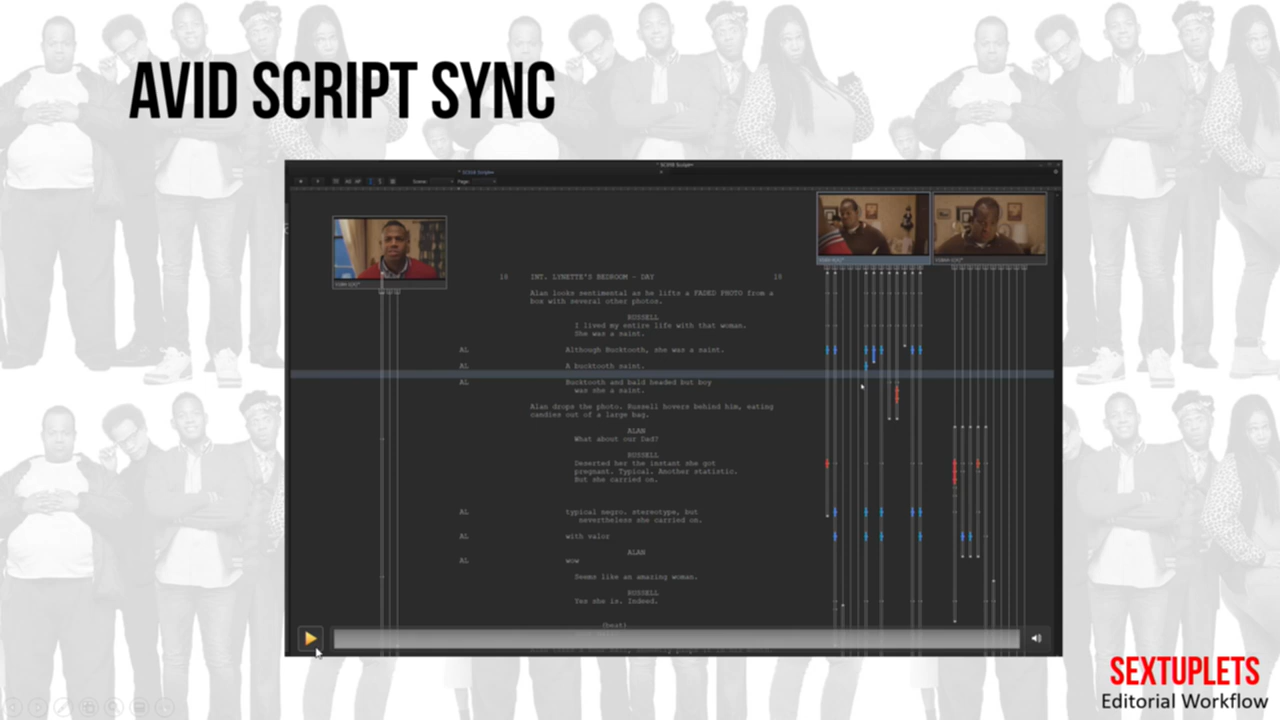 AVID SCRIPT SYNC
18 INT. LYNETTE'S BEDROOM - DAY 18
Alan looks sentimental as he lifts a FADED PHOTO from a
box with several other photos.
RUSSELL
I lived my entire life with that woman.
She was a saint.
AL Although Bucktooth, she was a saint.
AL A bucktooth saint.
AL Bucktooth and bald headed but boy
was she a saint.
Alan drops the photo. Russell hovers behind him, eating
candies out of a large bag.
ALAN
What about our Dad?
RUSSELL
Deserted her the instant she got
pregnant. Typical. Another statistic.
But she carried on.
AL typical negro. stereotype, but
nevertheless she carried on.
AL with valor
ALAN
AL wow
Seems like an amazing woman.
RUSSELL
Yes she is. Indeed.
(beat)
SEXTUPLETS
Editorial Workflow